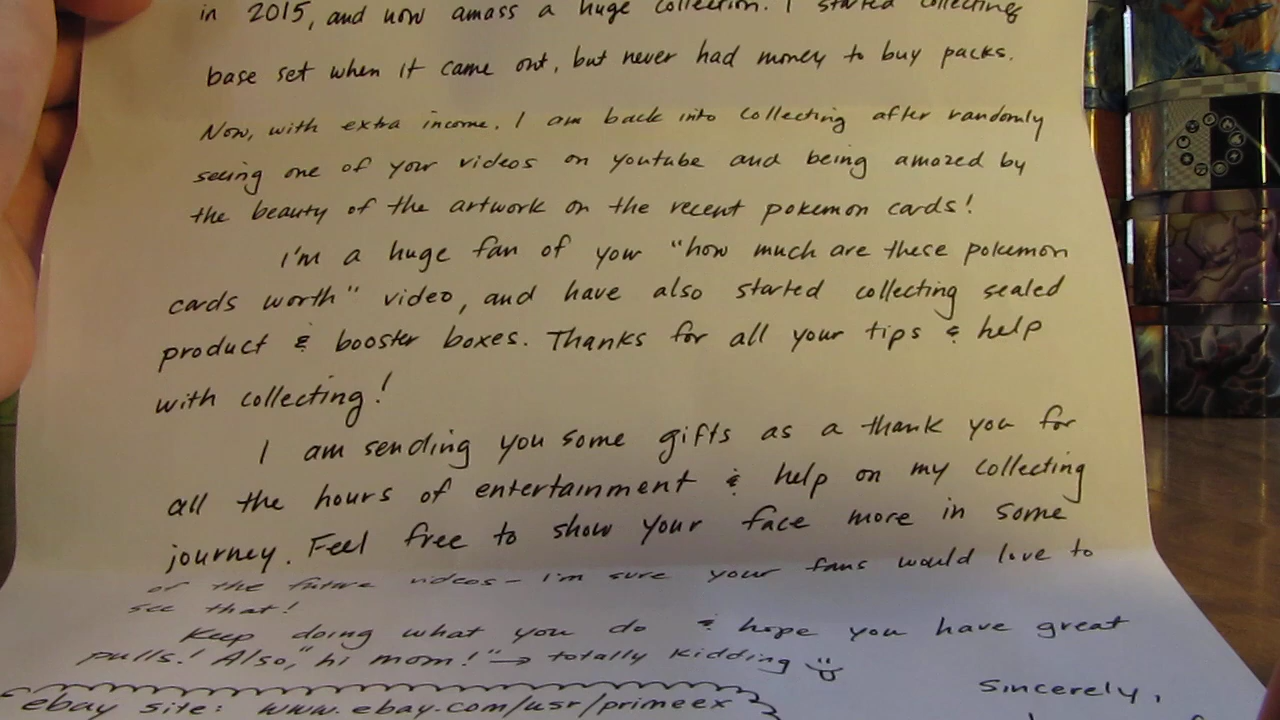 in 2015, and now amass a huge collection. I started collecting
base set when it came out, but never had money to buy packs.
Now, with extra income, I am back into collecting after randomly
seeing one of your videos on youtube and being amazed by
the beauty of the artwork on the recent pokemon cards!
I'm a huge fan of your "how much are these pokemon
cards worth" video, and have also started collecting sealed
product & booster boxes. Thanks for all your tips & help
with collecting!
I am sending you some gifts as a thank you for
all the hours of entertainment & help on my collecting
journey. Feel free to show your face more in some
of the future videos - I'm sure your fans would love to
see that!
Keep doing what you do & hope you have great
pulls! Also, "hi mom!" → totally kidding
Sincerely,
ebay site: www.ebay.com/usr/primeex